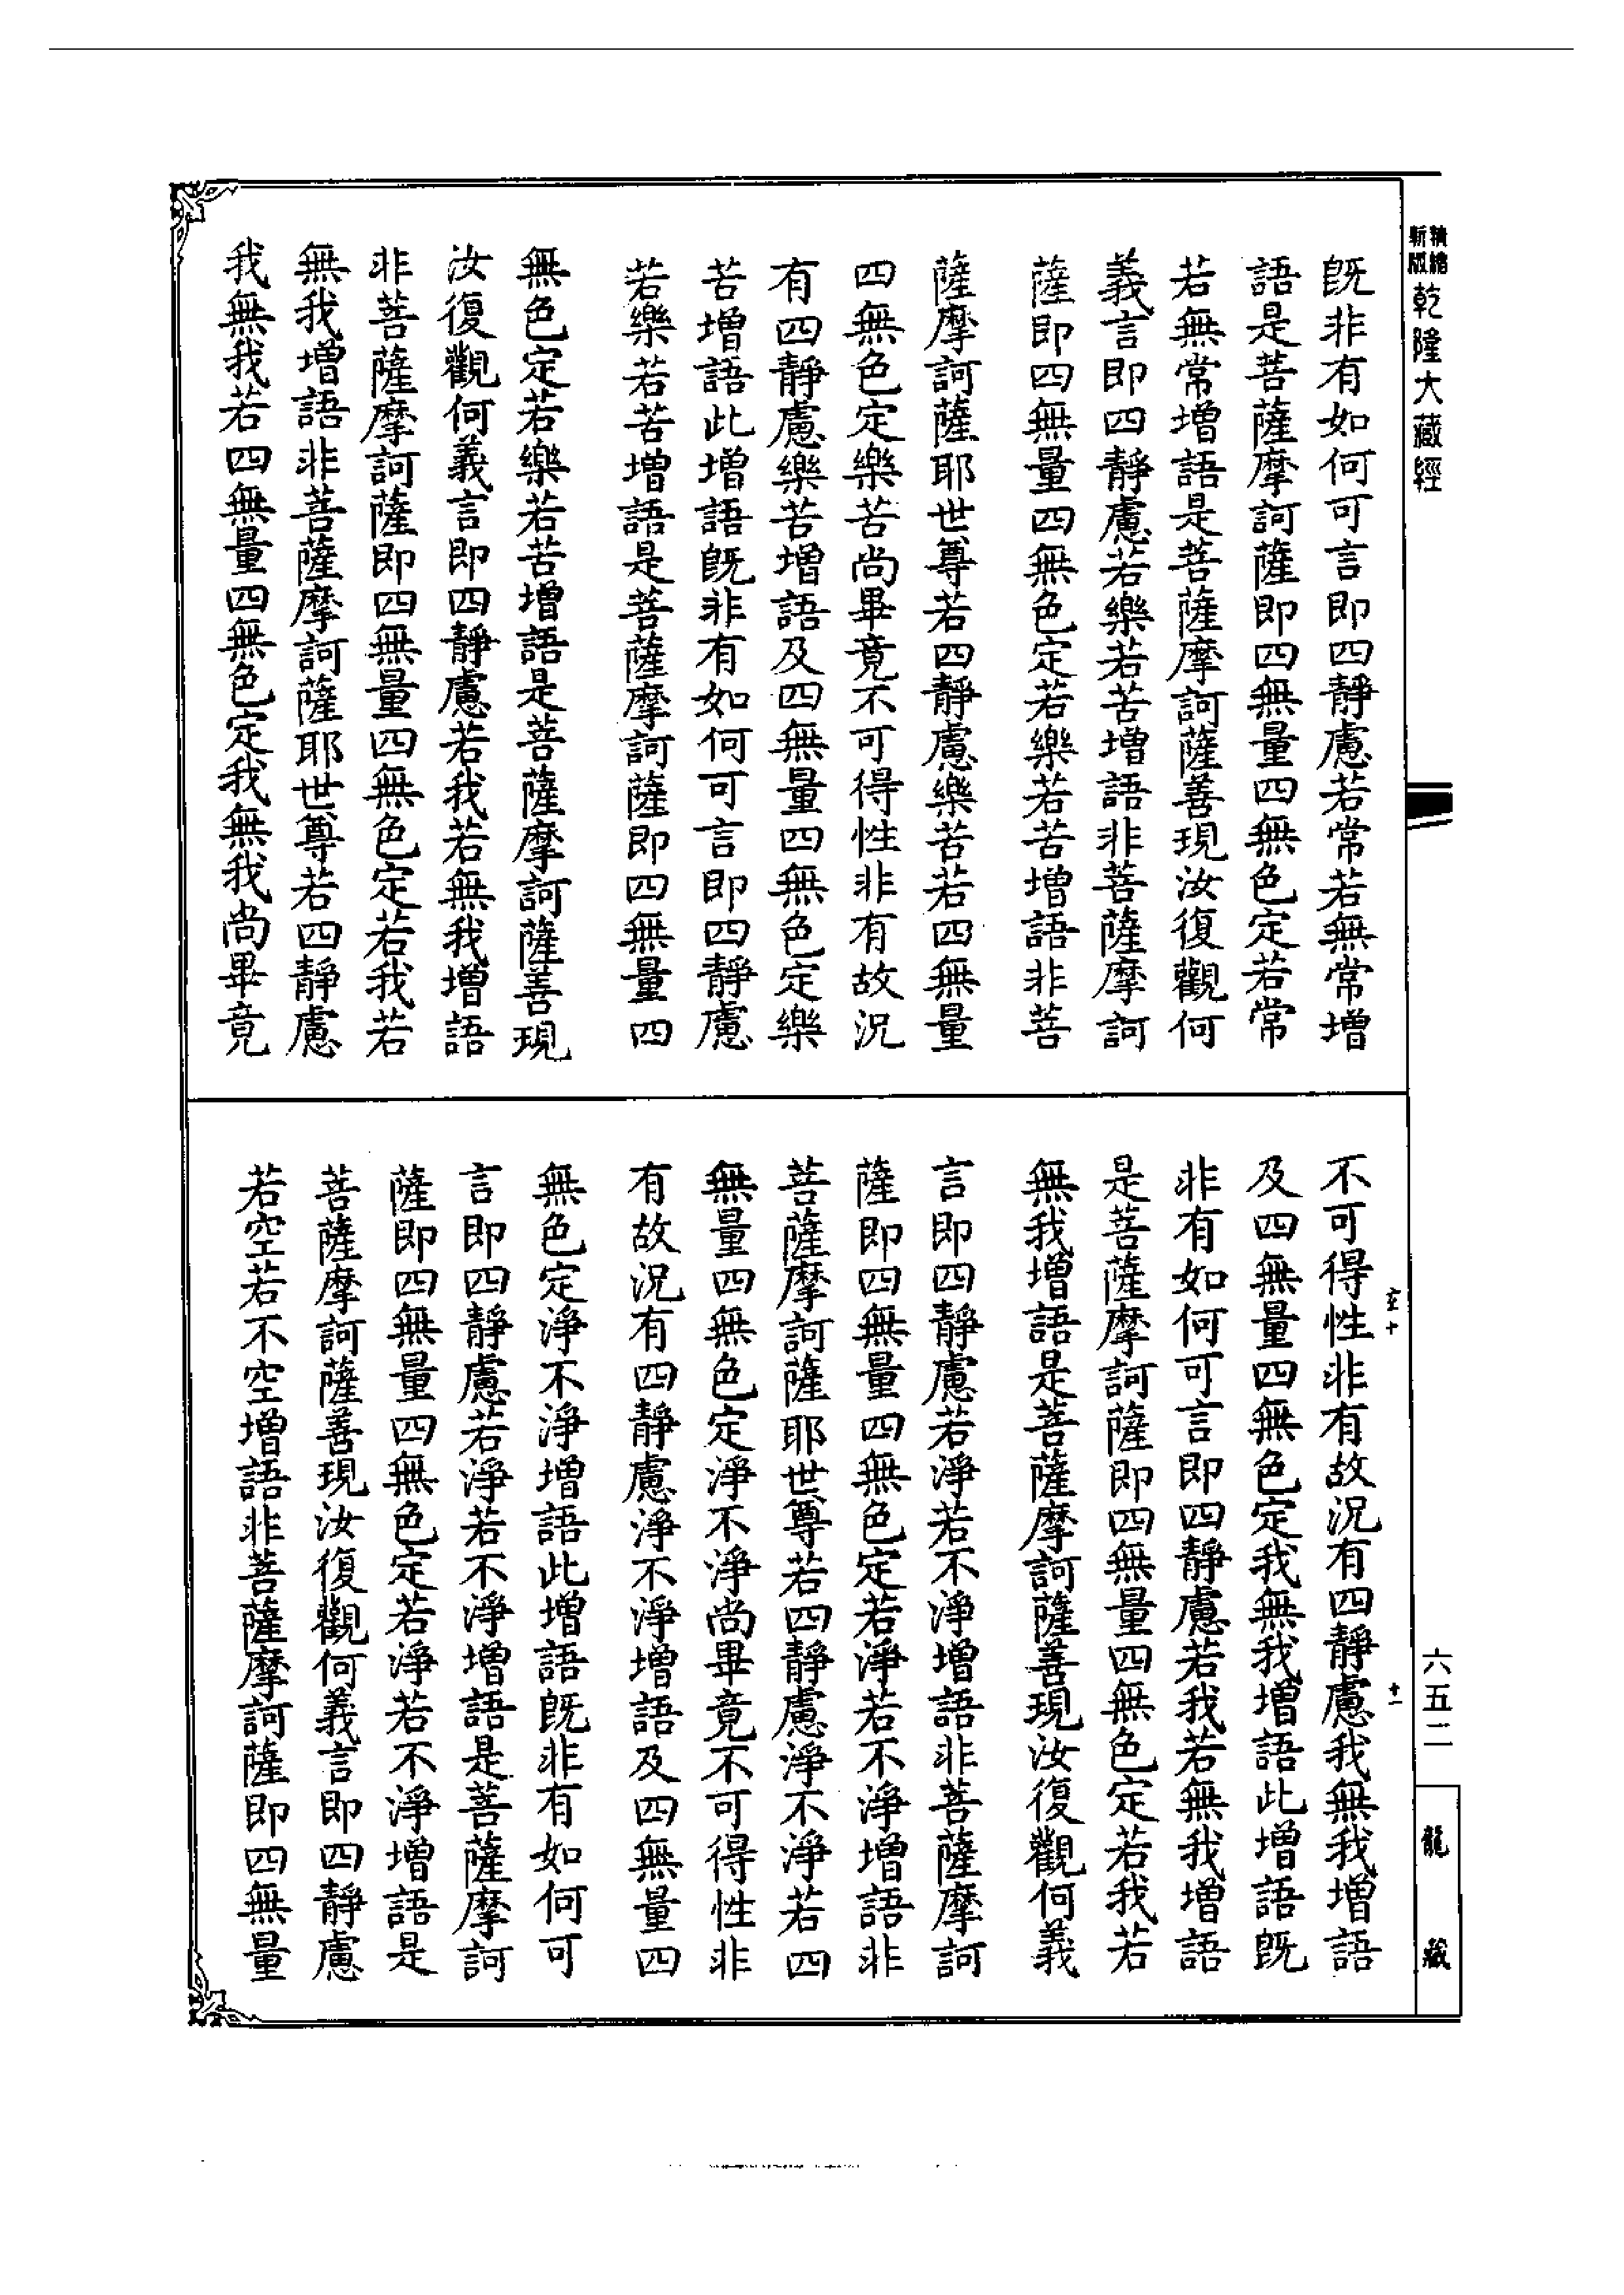 精縮新版乾隆大藏經
既非有如何可言即四靜慮若常若無常增
語是菩薩摩訶薩即四無量四無色定若常
若無常增語是菩薩摩訶薩善現汝復觀何
義言即四靜慮若樂若苦增語非菩薩摩訶
薩即四無量四無色定若樂若苦增語非菩
薩摩訶薩耶世尊若四靜慮樂苦若四無量
四無色定樂苦尚畢竟不可得性非有故況
有四靜慮樂苦增語及四無量四無色定樂
苦增語此增語既非有如何可言即四靜慮
若樂若苦增語是菩薩摩訶薩即四無量四
無色定若樂若苦增語是菩薩摩訶薩善現
汝復觀何義言即四靜慮若我若無我增語
非菩薩摩訶薩即四無量四無色定若我若
無我增語非菩薩摩訶薩耶世尊若四靜慮
我無我若四無量四無色定我無我尚畢竟
不可得性非有故況有四靜慮我無我增語
及四無量四無色定我無我增語此增語既
非有如何可言即四靜慮若我若無我增語
是菩薩摩訶薩即四無量四無色定若我若
無我增語是菩薩摩訶薩善現汝復觀何義
言即四靜慮若淨若不淨增語非菩薩摩訶
薩即四無量四無色定若淨若不淨增語非
菩薩摩訶薩耶世尊若四靜慮淨不淨若四
無量四無色定淨不淨尚畢竟不可得性非
有故況有四靜慮淨不淨增語及四無量四
無色定淨不淨增語此增語既非有如何可
言即四靜慮若淨若不淨增語是菩薩摩訶
薩即四無量四無色定若淨若不淨增語是
菩薩摩訶薩善現汝復觀何義言即四靜慮
若空若不空增語非菩薩摩訶薩即四無量
玄十
十一
六五二
龍藏